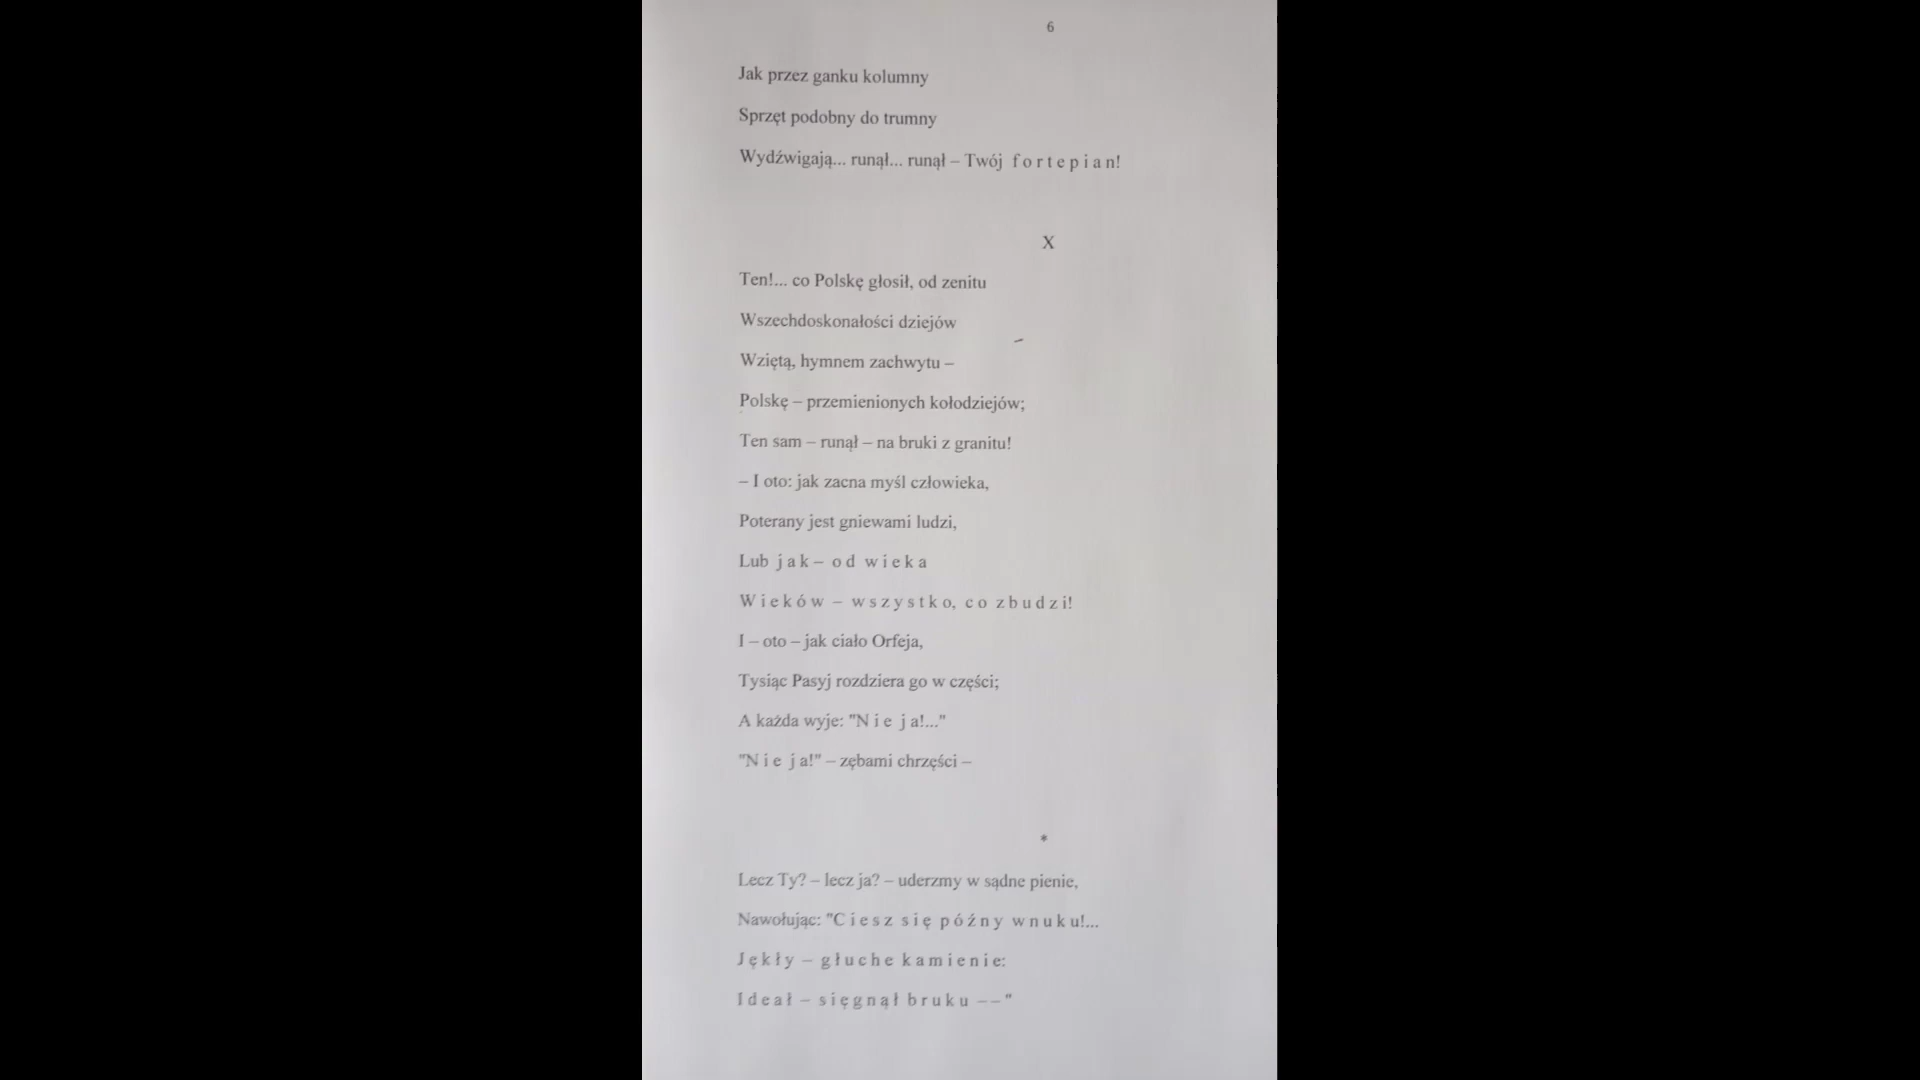 6
Jak przez ganku kolumny
Sprzęt podobny do trumny
Wydźwigają... runął... runął – Twój f o r t e p i a n!
X
Ten!... co Polskę głosił, od zenitu
Wszechdoskonałości dziejów
Wziętą, hymnem zachwytu –
Polskę – przemienionych kołodziejów;
Ten sam – runął – na bruki z granitu!
– I oto: jak zacna myśl człowieka,
Poterany jest gniewami ludzi,
Lub j a k – o d w i e k a
W i e k ó w – w s z y s t k o, c o z b u d z i!
I – oto – jak ciało Orfeja,
Tysiąc Pasyj rozdziera go w części;
A każda wyje: "N i e j a!..."
"N i e j a!" – zębami chrzęści –
*
Lecz Ty? – lecz ja? – uderzmy w sądne pienie,
Nawołując: "C i e s z s i ę p ó ź n y w n u k u!...
J ę k ł y – g ł u c h e k a m i e n i e:
I d e a ł – s i ę g n ą ł b r u k u – – "